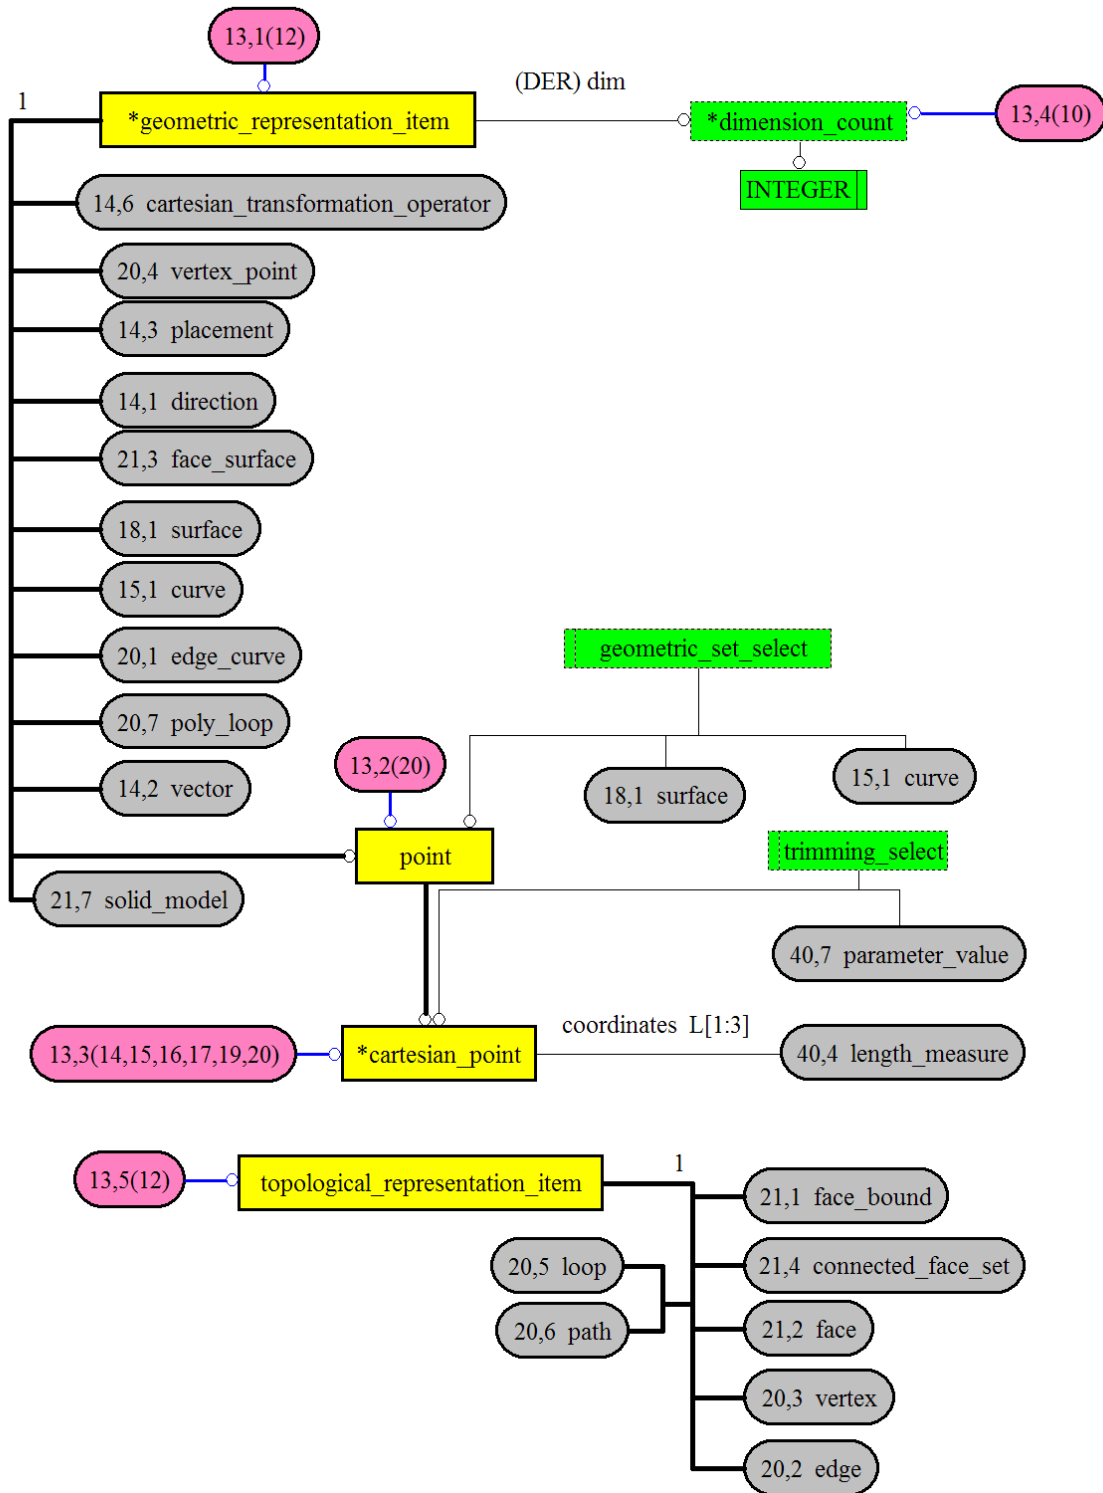 13,1(12)
1
(DER) dim
*geometric_representation_item
*dimension_count
13,4(10)
INTEGER
14,6 cartesian_transformation_operator
20,4 vertex_point
14,3 placement
14,1 direction
21,3 face_surface
18,1 surface
15,1 curve
20,1 edge_curve
geometric_set_select
20,7 poly_loop
13,2(20)
14,2 vector
18,1 surface
15,1 curve
point
trimming_select
21,7 solid_model
40,7 parameter_value
coordinates L[1:3]
13,3(14,15,16,17,19,20)
*cartesian_point
40,4 length_measure
13,5(12)
topological_representation_item
1
21,1 face_bound
20,5 loop
21,4 connected_face_set
20,6 path
21,2 face
20,3 vertex
20,2 edge